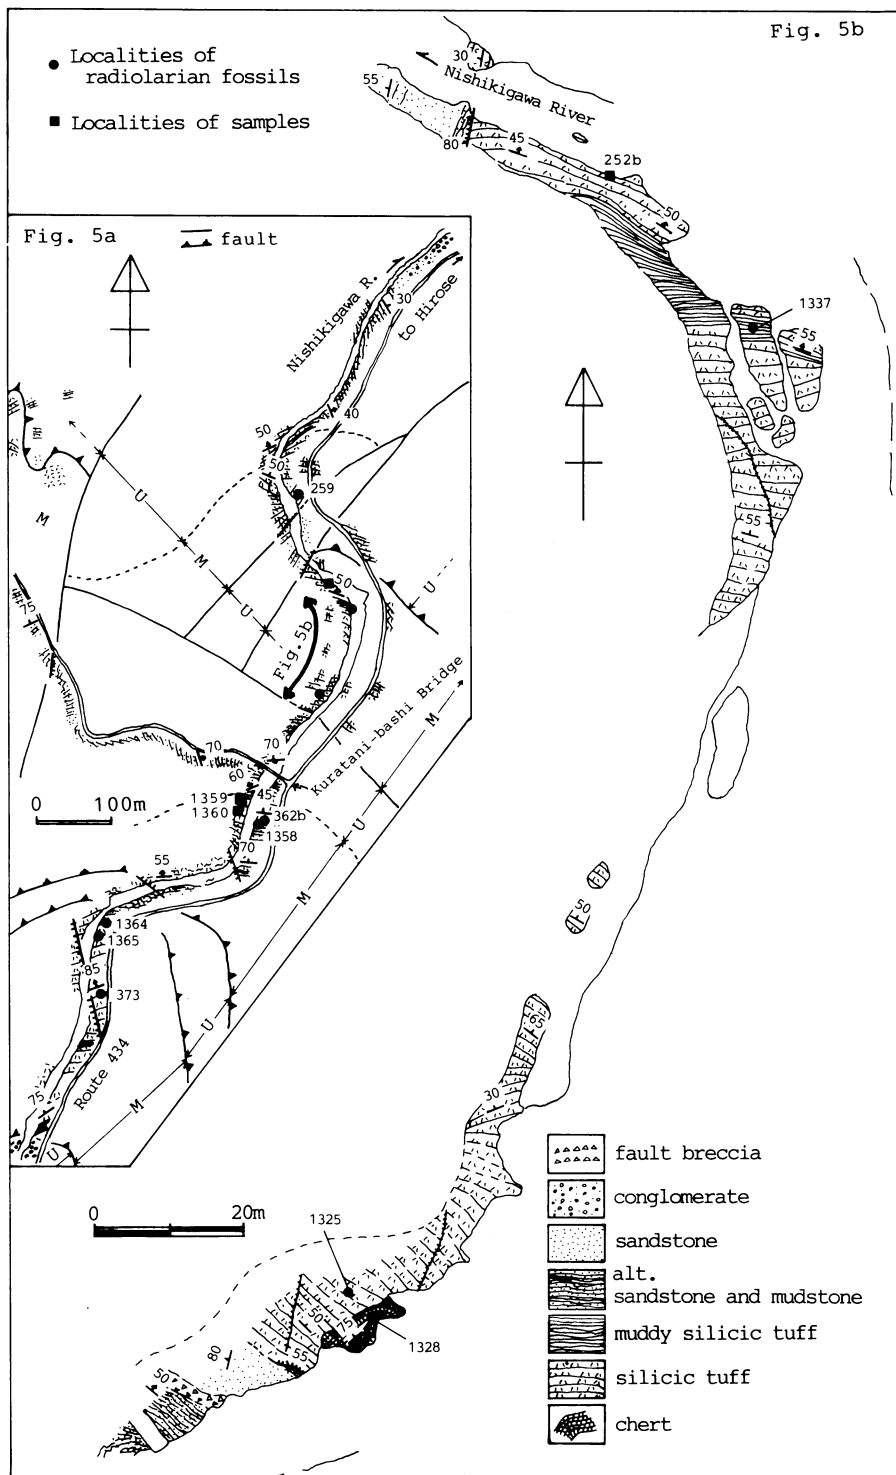 Fig. 5b
Localities of
radiolarian fossils
Localities of samples
30
Nishikigawa River
55
80
45
252b
50
1337
55
55
50
65
30
Fig. 5a
fault
Nishikigawa R.
to Hirose
30
40
50
50
259
M
U
M
U
U
50
Fig.5b
75
70
70
60
Kuratani-bashi Bridge
M
U
M
U
M
U
0 100m
1359
1360
45
362b
1358
70
55
1364
1365
85
373
Route 434
75
0 20m
1325
50
75
1328
55
80
50
fault breccia
conglomerate
sandstone
alt.
sandstone and mudstone
muddy silicic tuff
silicic tuff
chert